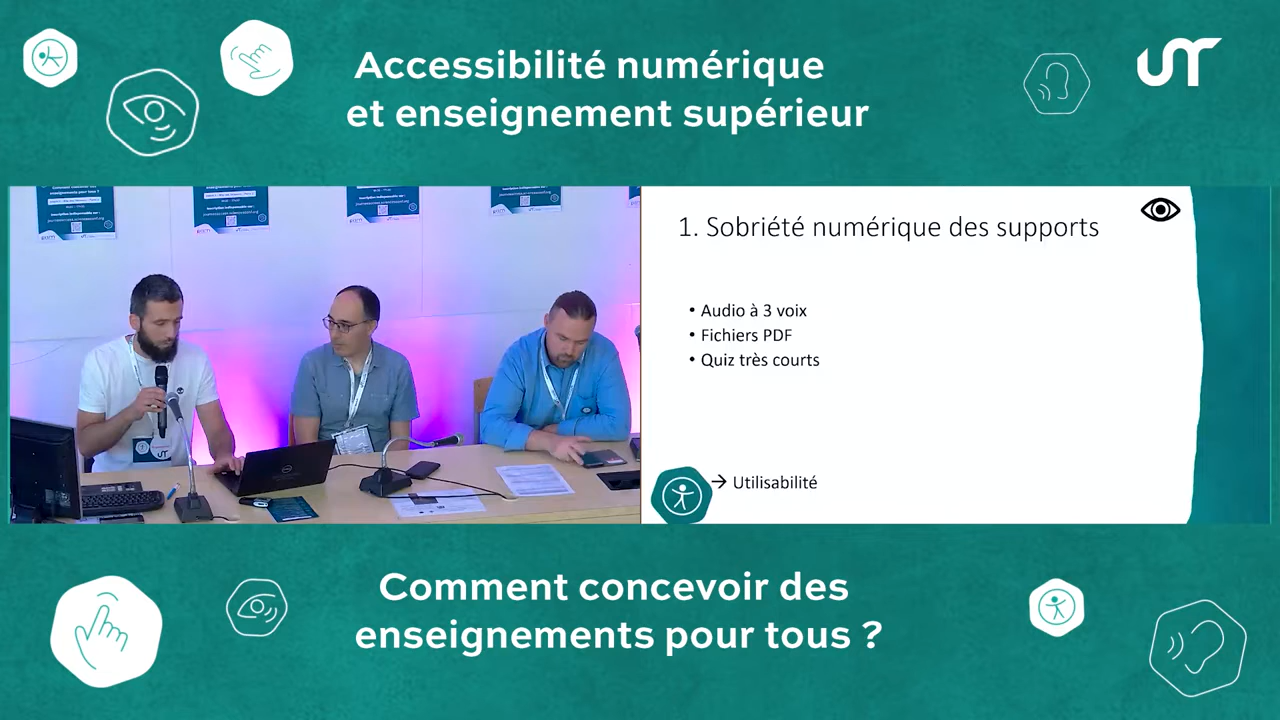 Accessibilité numérique
et enseignement supérieur
UT
1. Sobriété numérique des supports
• Audio à 3 voix
• Fichiers PDF
• Quiz très courts
→ Utilisabilité
Comment concevoir des
enseignements pour tous ?